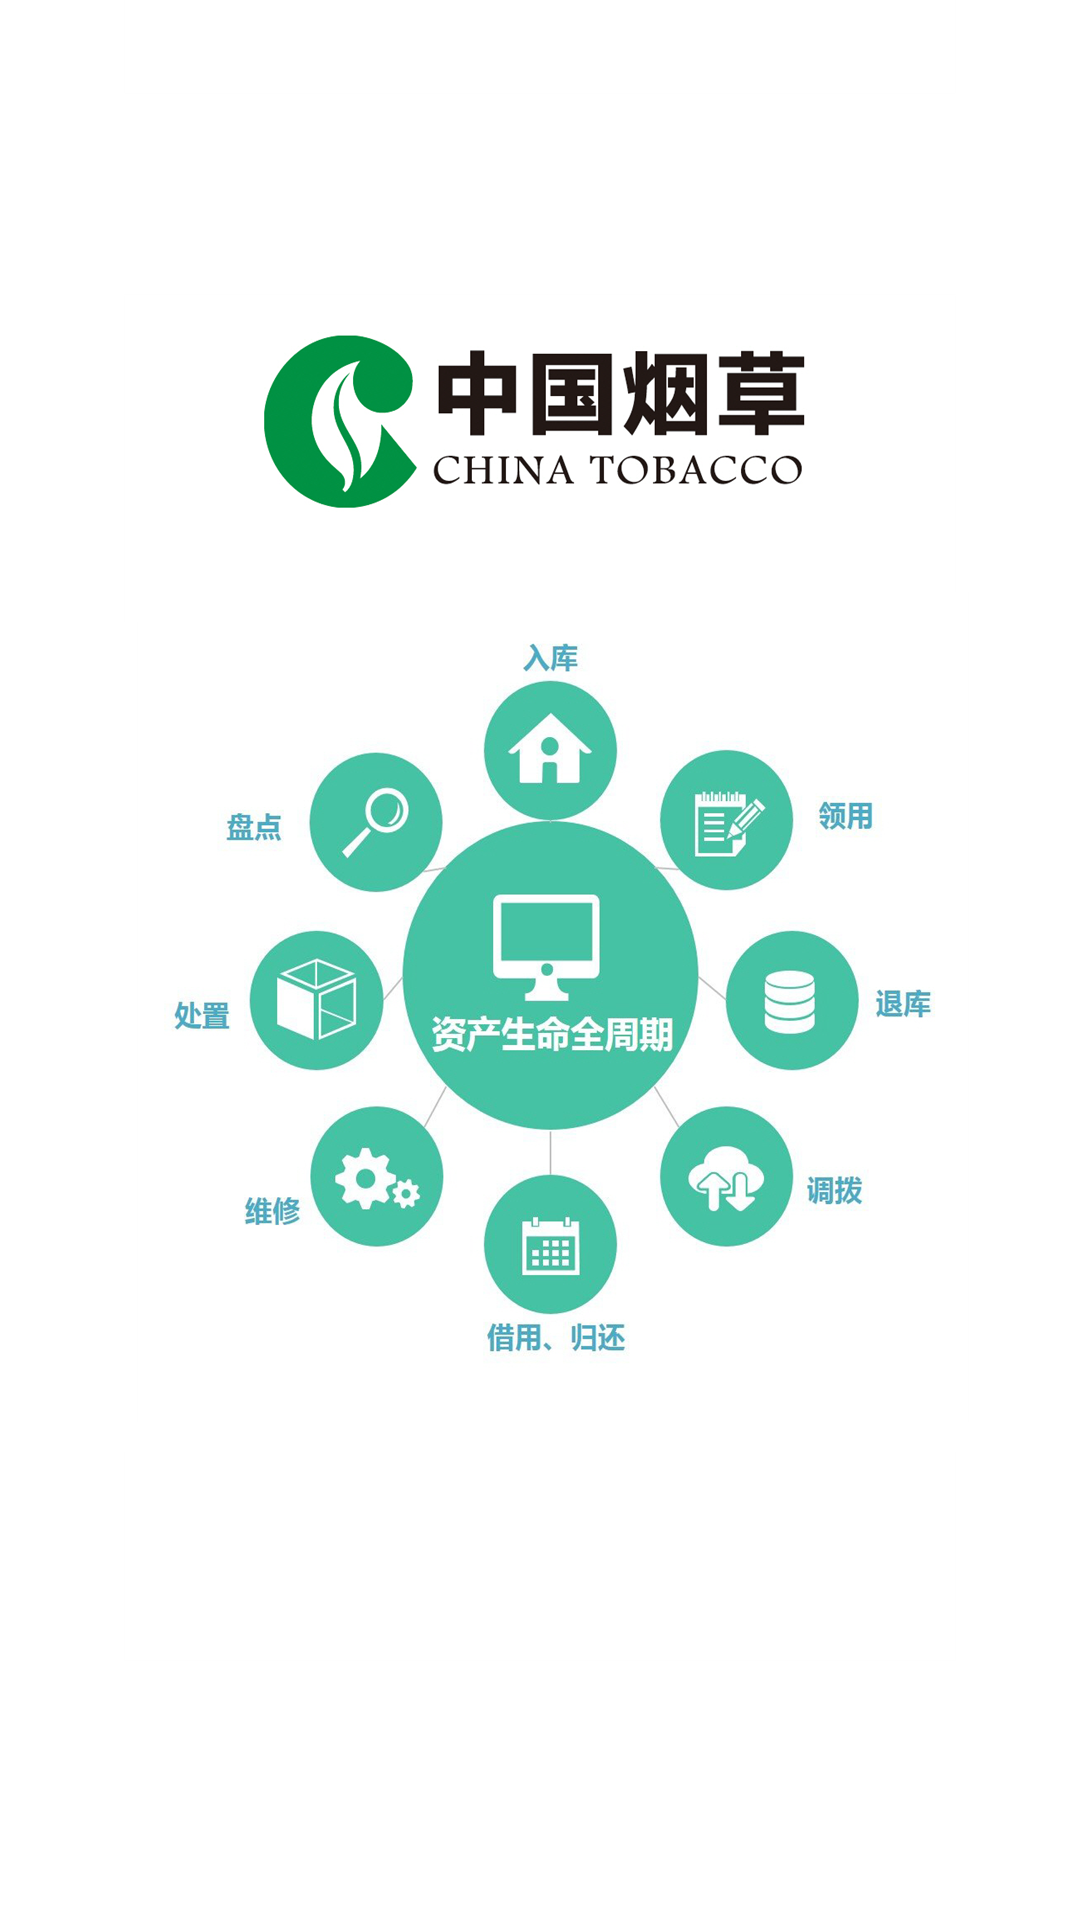 中国烟草
CHINA TOBACCO
入库
领用
盘点
资产生命全周期
处置
退库
维修
调拨
借用、归还